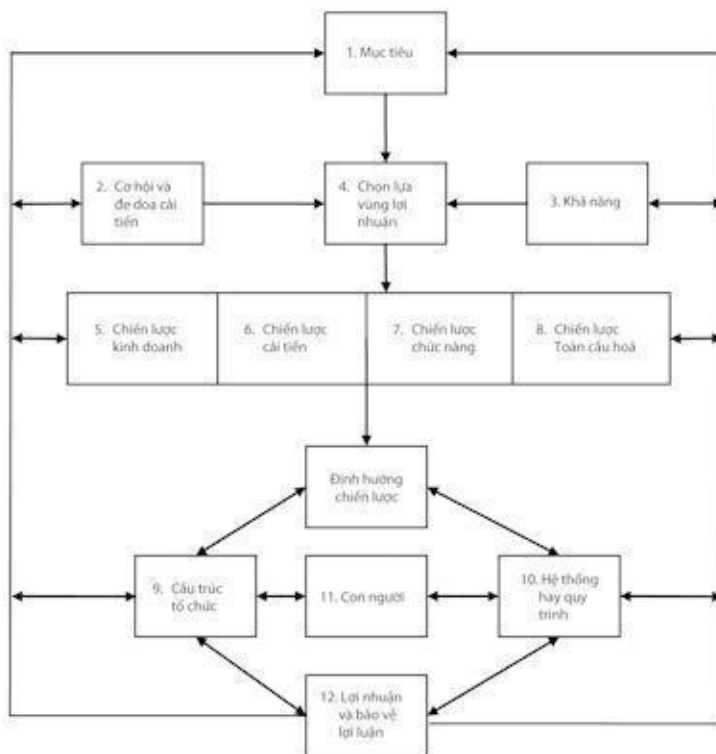 1. Mục tiêu
2. Cơ hội và
đe doạ cải
tiến
4. Chọn lựa
vùng lợi
nhuận
3. Khả năng
5. Chiến lược
kinh doanh
6. Chiến lược
cải tiến
7. Chiến lược
chức năng
8. Chiến lược
Toàn cầu hoá
Định hướng
chiến lược
9. Cấu trúc
tổ chức
11. Con người
10. Hệ thống
hay quy
trình
12. Lợi nhuận
và bảo vệ
lợi luận